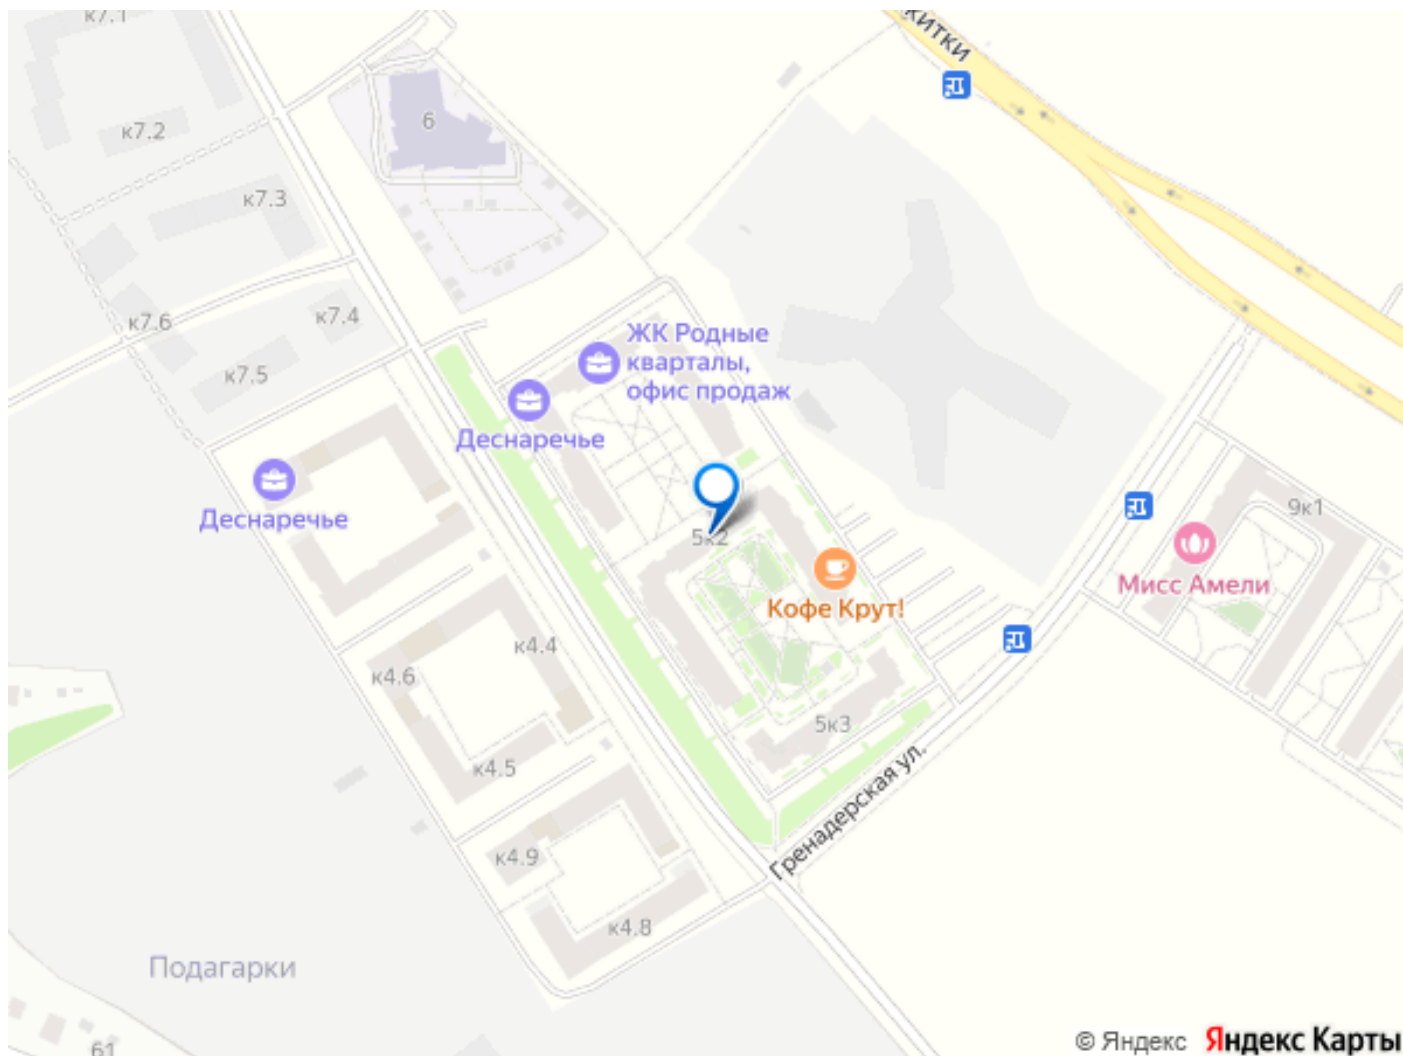 к7.1
китки
6
к7.2
к7.3
к7.4
к7.6
к7.5
ЖК Родные
кварталы,
офис продаж
Деснаречье
Деснаречье
5к2
9к1
Мисс Амели
Кофе Крут!
к4.4
к4.6
5к3
к4.5
Гренадерская ул.
к4.9
к4.8
Подагарки
61
© Яндекс Яндекс Карты